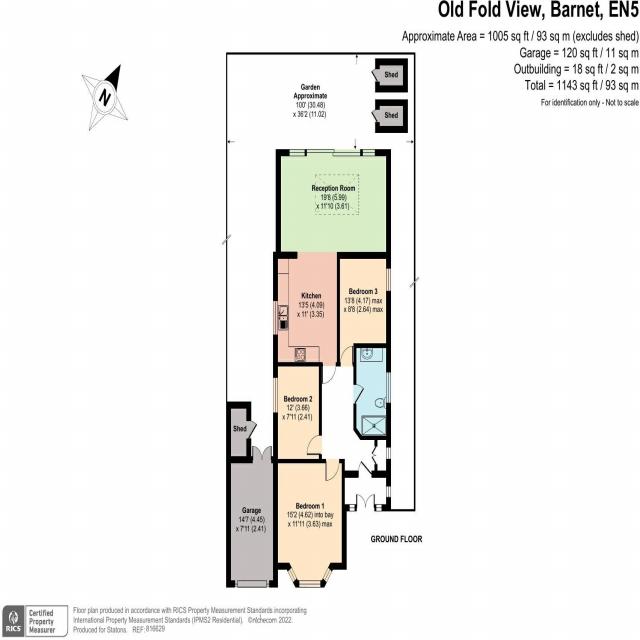 Old Fold View, Barnet, EN5
Approximate Area = 1005 sq ft / 93 sq m (excludes shed)
Garage = 120 sq ft / 11 sq m
Outbuilding = 18 sq ft / 2 sq m
Total = 1143 sq ft / 93 sq m
For identification only - Not to scale
N
Garden
Approximate
100' (30.48)
x 36'2 (11.02)
Shed
Shed
Reception Room
19'8 (5.99)
x 11'10 (3.61)
Kitchen
13'5 (4.09)
x 11' (3.35)
Bedroom 3
13'8 (4.17) max
x 8'8 (2.64) max
Bedroom 2
12' (3.66)
x 7'11 (2.41)
Shed
Garage
14'7 (4.45)
x 7'11 (2.41)
Bedroom 1
15'2 (4.62) into bay
x 11'11 (3.63) max
GROUND FLOOR
RICS
Certified
Property
Measurer
Floor plan produced in accordance with RICS Property Measurement Standards incorporating
International Property Measurement Standards (IPMS2 Residential). ©nichecom 2022.
Produced for Statons. REF: 816629